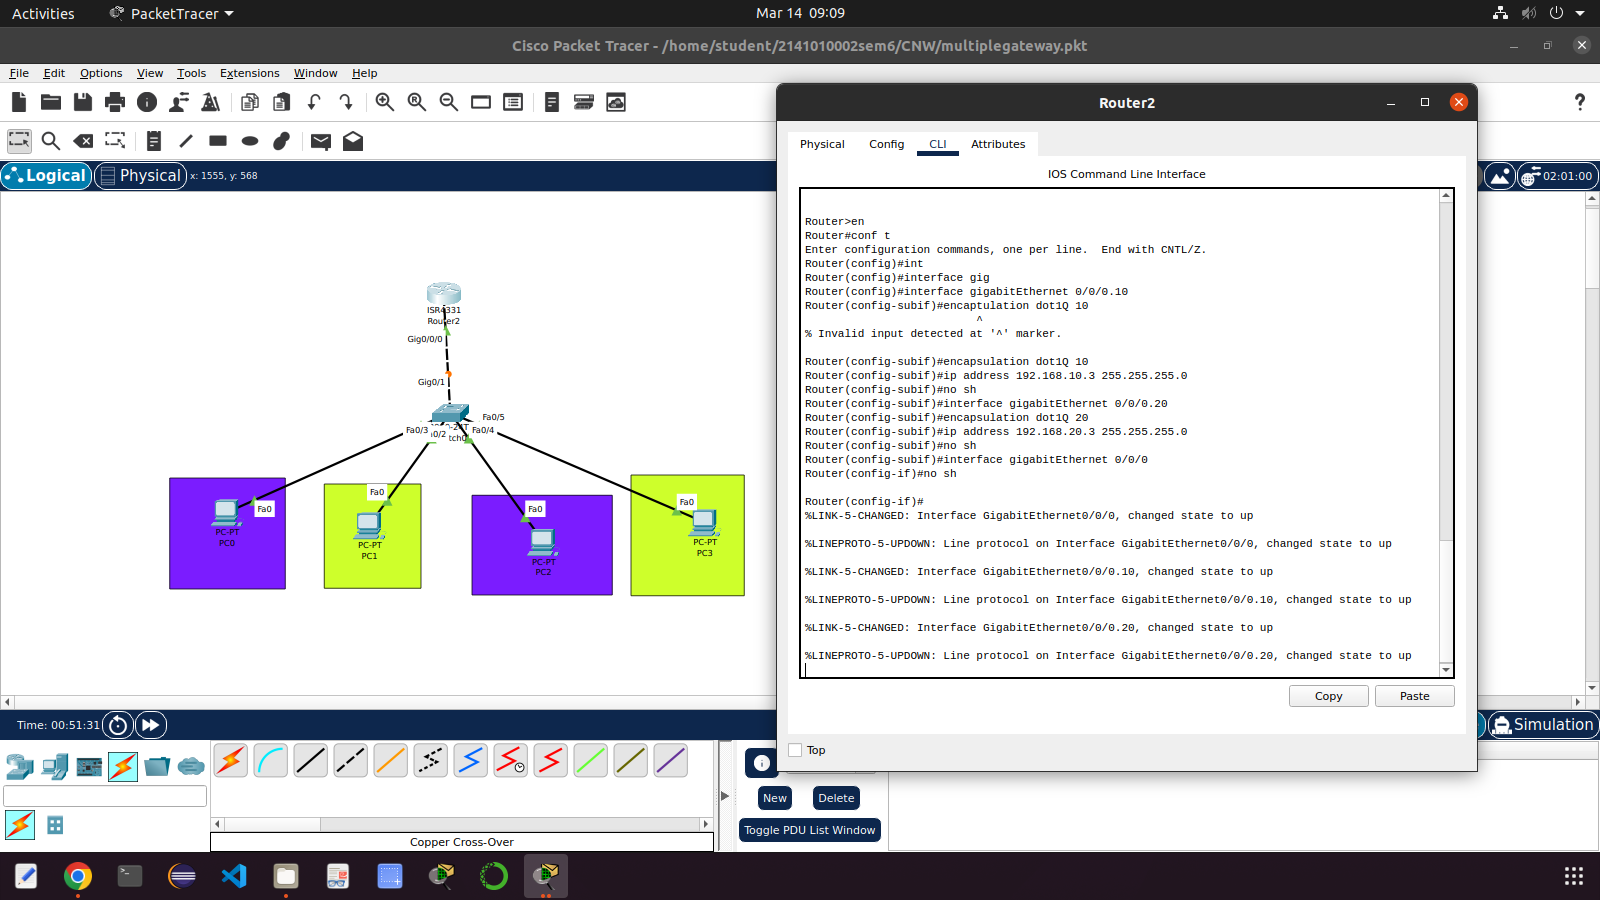 Activities
PacketTracer
Mar 14 09:09
Cisco Packet Tracer - /home/student/2141010002sem6/CNW/multiplegateway.pkt
File Edit Options View Tools Extensions Window Help
Logical
Physical
x: 1555, y: 568
02:01:00
ISR4331
Router2
Gig0/0/0
Gig0/1
Fa0/5
Fa0/3
Fa0/4
Fa0
PC-PT
PC0
Fa0
PC-PT
PC1
Fa0
PC-PT
PC2
Fa0
PC-PT
PC3
Router2
Physical Config CLI Attributes
IOS Command Line Interface
Router>en
Router#conf t
Enter configuration commands, one per line.  End with CNTL/Z.
Router(config)#int
Router(config)#interface gig
Router(config)#interface gigabitEthernet 0/0/0.10
Router(config-subif)#encaptulation dot1Q 10
^
% Invalid input detected at '^' marker.
Router(config-subif)#encapsulation dot1Q 10
Router(config-subif)#ip address 192.168.10.3 255.255.255.0
Router(config-subif)#no sh
Router(config-subif)#interface gigabitEthernet 0/0/0.20
Router(config-subif)#encapsulation dot1Q 20
Router(config-subif)#ip address 192.168.20.3 255.255.255.0
Router(config-subif)#no sh
Router(config-subif)#interface gigabitEthernet 0/0/0
Router(config-if)#no sh
Router(config-if)#
%LINK-5-CHANGED: Interface GigabitEthernet0/0/0, changed state to up
%LINEPROTO-5-UPDOWN: Line protocol on Interface GigabitEthernet0/0/0, changed state to up
%LINK-5-CHANGED: Interface GigabitEthernet0/0/0.10, changed state to up
%LINEPROTO-5-UPDOWN: Line protocol on Interface GigabitEthernet0/0/0.10, changed state to up
%LINK-5-CHANGED: Interface GigabitEthernet0/0/0.20, changed state to up
%LINEPROTO-5-UPDOWN: Line protocol on Interface GigabitEthernet0/0/0.20, changed state to up
Copy
Paste
Top
Time: 00:51:31
Simulation
New
Delete
Toggle PDU List Window
Copper Cross-Over